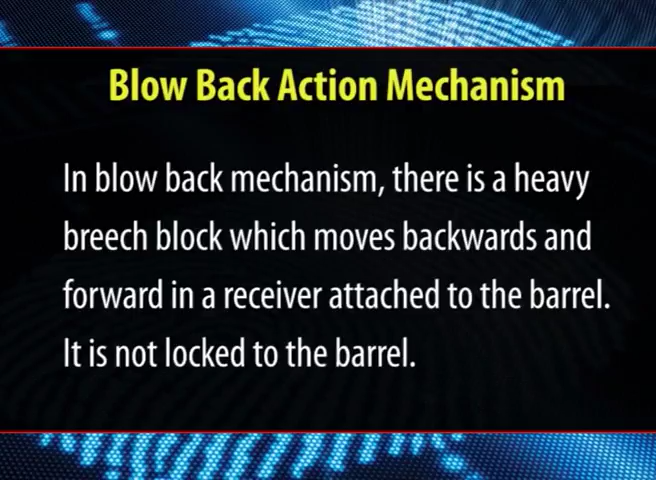 Blow Back Action Mechanism
In blow back mechanism, there is a heavy
breech block which moves backwards and
forward in a receiver attached to the barrel.
It is not locked to the barrel.